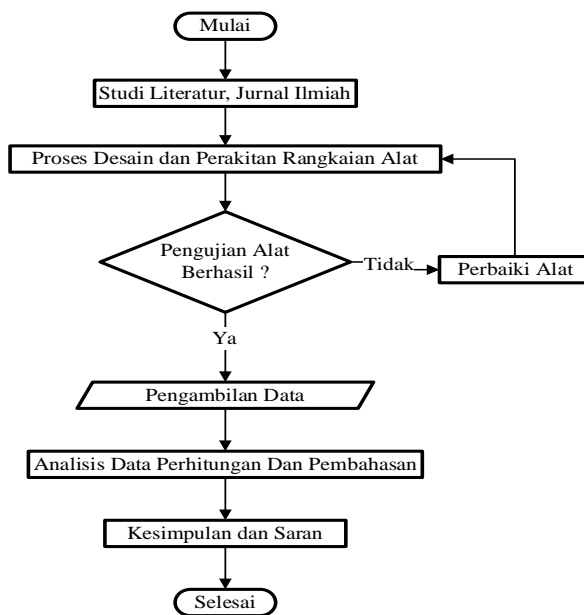 Mulai
Studi Literatur, Jurnal Ilmiah
Proses Desain dan Perakitan Rangkaian Alat
Pengujian Alat
Berhasil ?
Tidak
Perbaiki Alat
Ya
Pengambilan Data
Analisis Data Perhitungan Dan Pembahasan
Kesimpulan dan Saran
Selesai